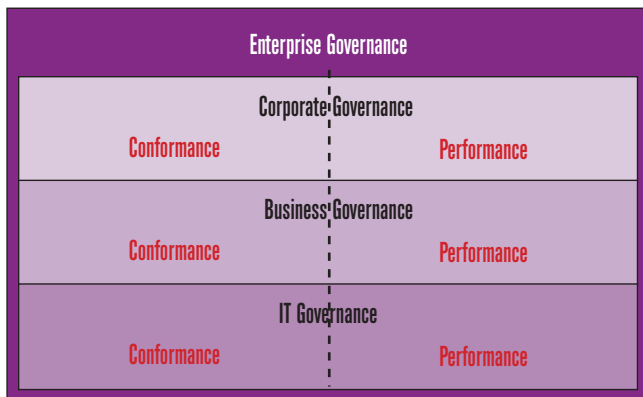 Enterprise Governance
Corporate Governance
Conformance Performance
Business Governance
Conformance Performance
IT Governance
Conformance Performance